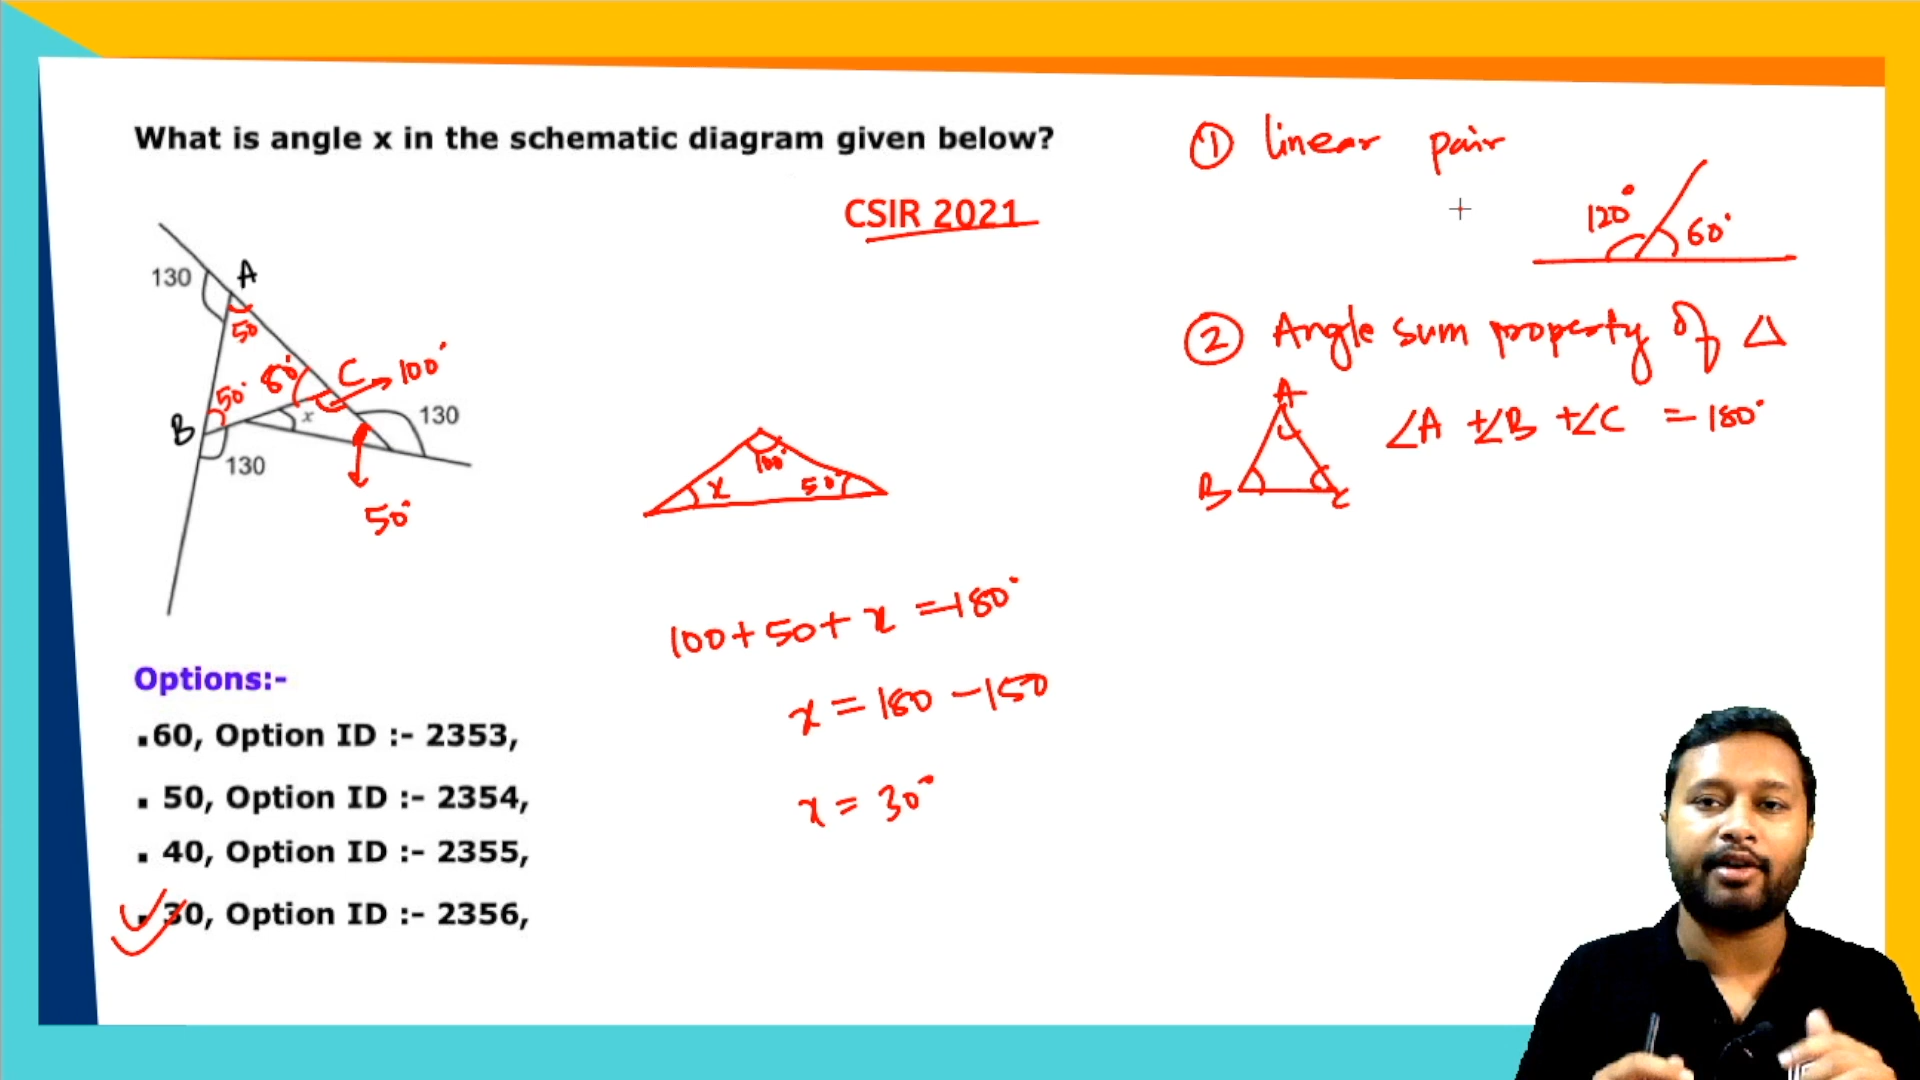 What is angle x in the schematic diagram given below?
CSIR 2021
130
A
50
80°
C
100°
50°
x
130
B
130
50°
100°
x
50°
100+50+x =180°
x = 180 -150
x = 30°
Options:-
.60, Option ID :- 2353,
. 50, Option ID :- 2354,
. 40, Option ID :- 2355,
. 30, Option ID :- 2356,
① linear pair
120°
60°
② Angle sum property of Δ
A
∠A +∠B +∠C = 180°
B
C